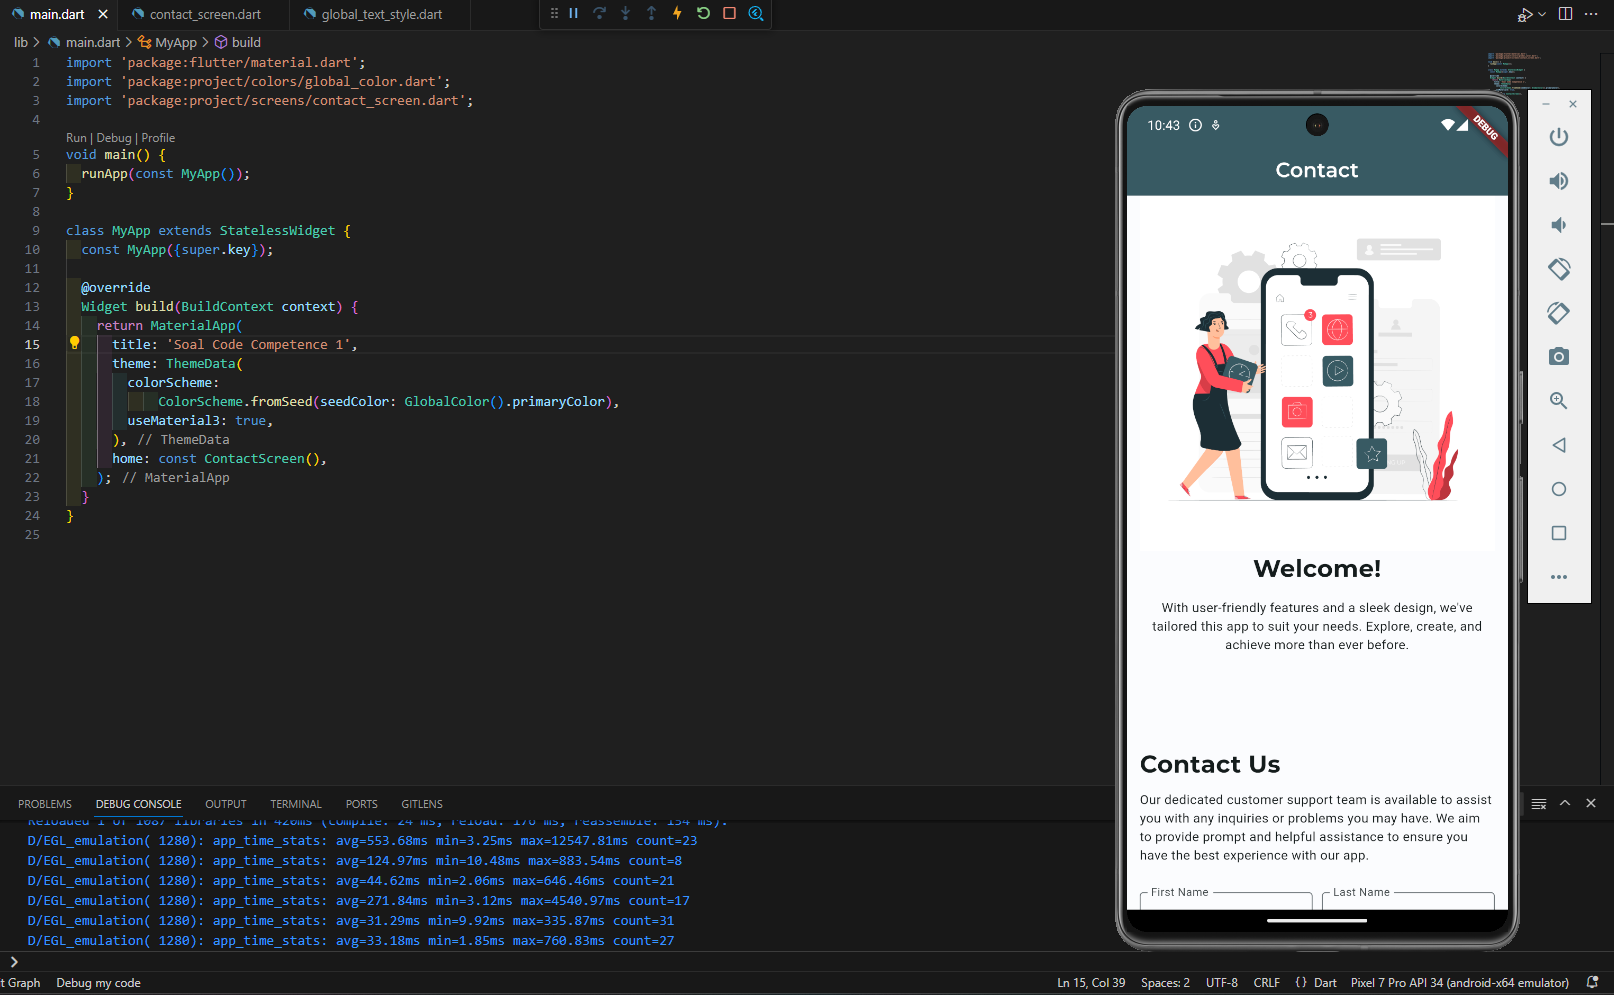 main.dart
contact_screen.dart
global_text_style.dart
lib > main.dart > MyApp > build
1 import 'package:flutter/material.dart';
2 import 'package:project/colors/global_color.dart';
3 import 'package:project/screens/contact_screen.dart';
4
Run | Debug | Profile
5 void main() {
6 runApp(const MyApp());
7 }
8
9 class MyApp extends StatelessWidget {
10 const MyApp({super.key});
11
12 @override
13 Widget build(BuildContext context) {
14 return MaterialApp(
15 title: 'Soal Code Competence 1',
16 theme: ThemeData(
17 colorScheme:
18 ColorScheme.fromSeed(seedColor: GlobalColor().primaryColor),
19 useMaterial3: true,
20 ), // ThemeData
21 home: const ContactScreen(),
22 ); // MaterialApp
23 }
24 }
25
10:43
DEBUG
Contact
3
Welcome!
With user-friendly features and a sleek design, we've
tailored this app to suit your needs. Explore, create, and
achieve more than ever before.
Contact Us
Our dedicated customer support team is available to assist
you with any inquiries or problems you may have. We aim
to provide prompt and helpful assistance to ensure you
have the best experience with our app.
First Name
Last Name
PROBLEMS DEBUG CONSOLE OUTPUT TERMINAL PORTS GITLENS
Reloaded 1 of 1087 libraries in 420ms (compile: 24 ms, reload: 170 ms, reassemble: 194 ms).
D/EGL_emulation( 1280): app_time_stats: avg=553.68ms min=3.25ms max=12547.81ms count=23
D/EGL_emulation( 1280): app_time_stats: avg=124.97ms min=10.48ms max=883.54ms count=8
D/EGL_emulation( 1280): app_time_stats: avg=44.62ms min=2.06ms max=646.46ms count=21
D/EGL_emulation( 1280): app_time_stats: avg=271.84ms min=3.12ms max=4540.97ms count=17
D/EGL_emulation( 1280): app_time_stats: avg=31.29ms min=9.92ms max=335.87ms count=31
D/EGL_emulation( 1280): app_time_stats: avg=33.18ms min=1.85ms max=760.83ms count=27
t Graph Debug my code Ln 15, Col 39 Spaces: 2 UTF-8 CRLF {} Dart Pixel 7 Pro API 34 (android-x64 emulator)